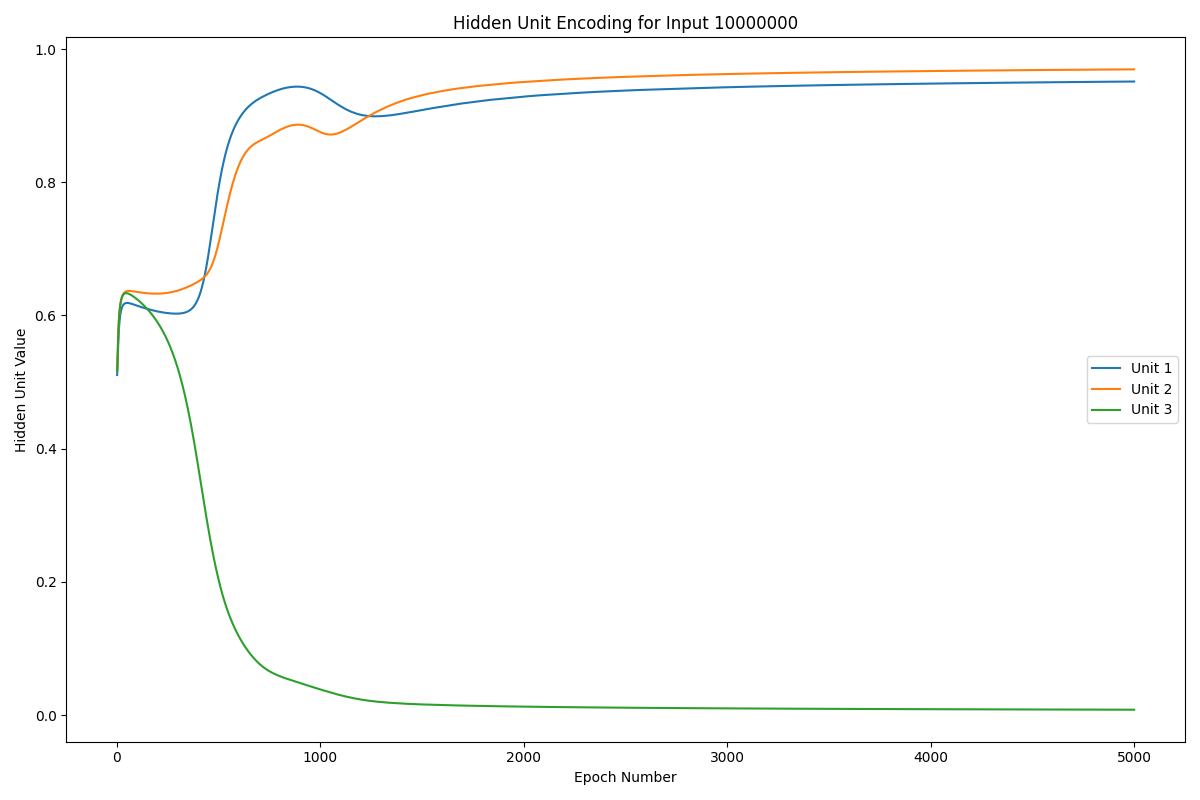 Hidden Unit Encoding for Input 10000000
1.0
0.8
0.6
0.4
0.2
0.0
Hidden Unit Value
Unit 1
Unit 2
Unit 3
0 1000 2000 3000 4000 5000
Epoch Number